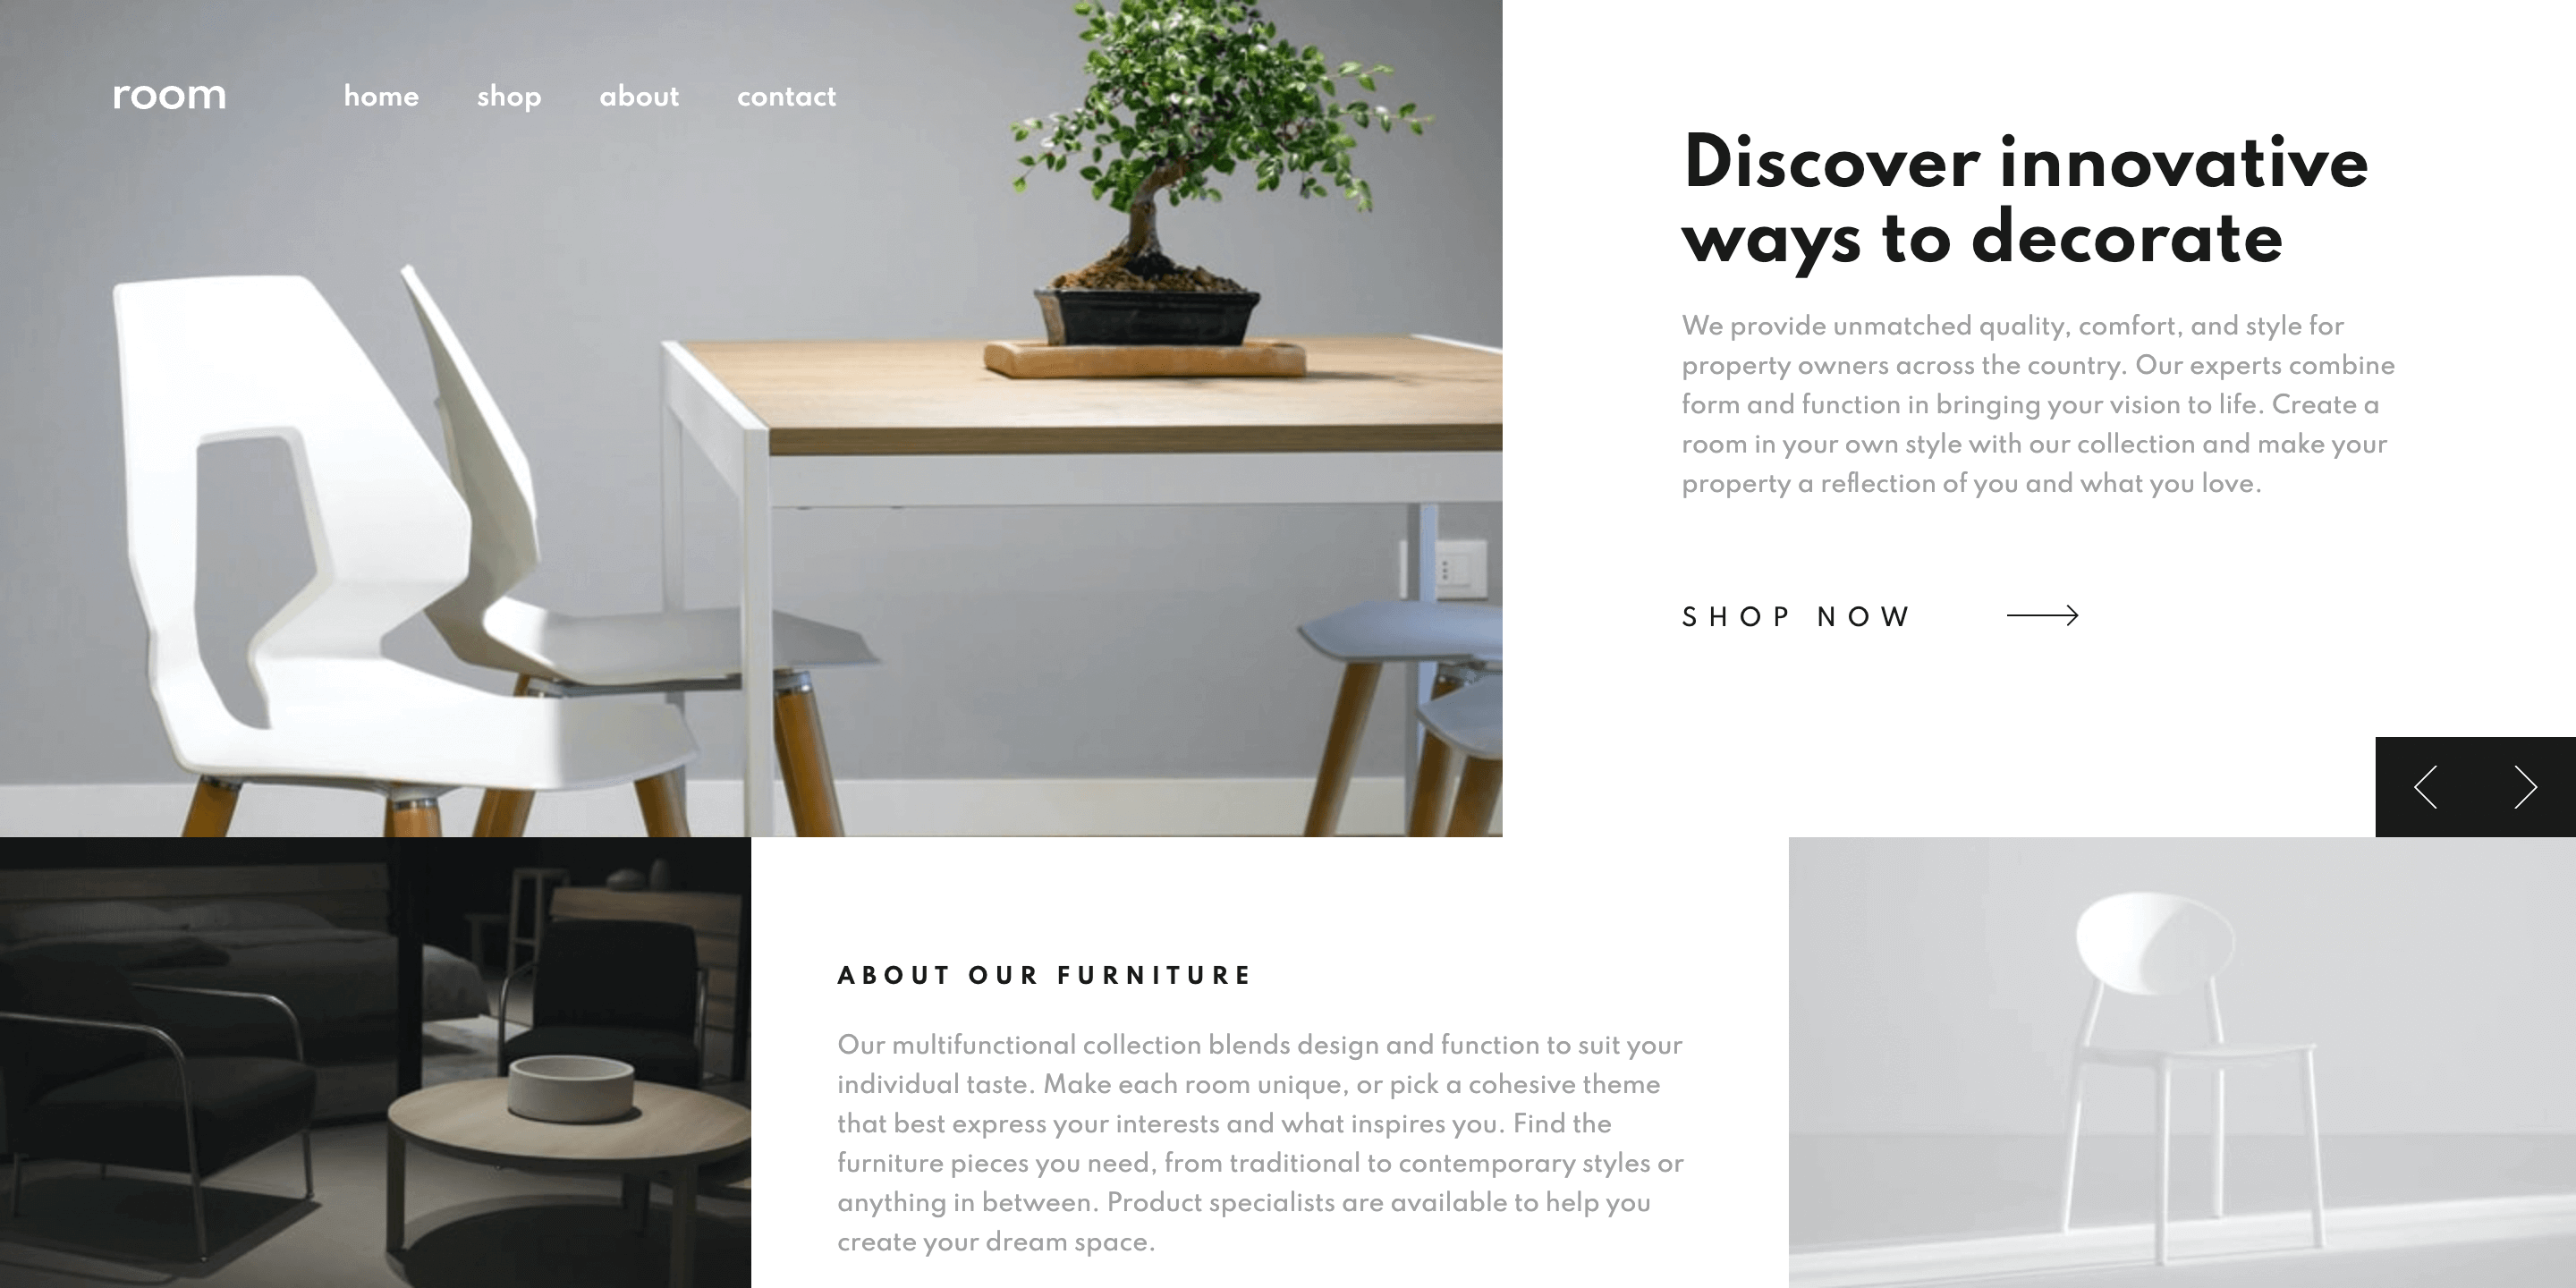 room
home shop about contact
Discover innovative
ways to decorate
We provide unmatched quality, comfort, and style for
property owners across the country. Our experts combine
form and function in bringing your vision to life. Create a
room in your own style with our collection and make your
property a reflection of you and what you love.
SHOP NOW
ABOUT OUR FURNITURE
Our multifunctional collection blends design and function to suit your
individual taste. Make each room unique, or pick a cohesive theme
that best express your interests and what inspires you. Find the
furniture pieces you need, from traditional to contemporary styles or
anything in between. Product specialists are available to help you
create your dream space.